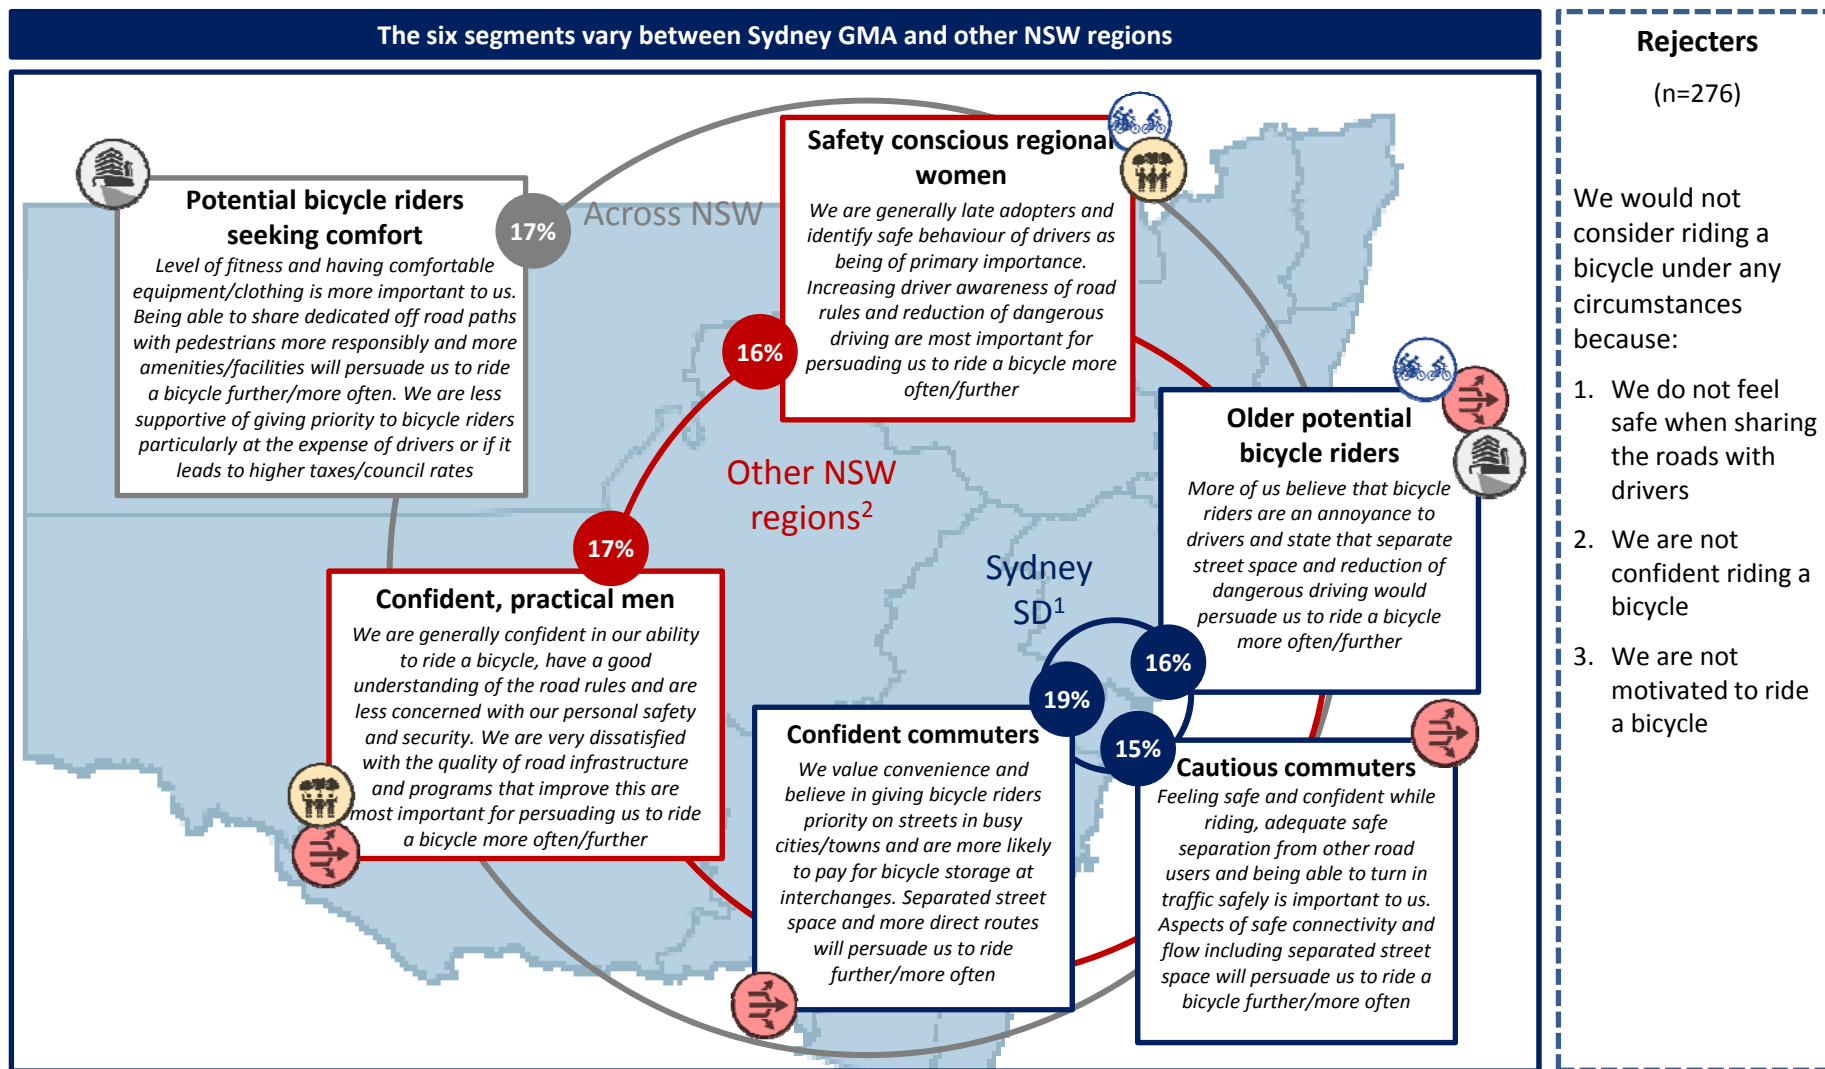 The six segments vary between Sydney GMA and other NSW regions
Potential bicycle riders
seeking comfort
Level of fitness and having comfortable
equipment/clothing is more important to us.
Being able to share dedicated off road paths
with pedestrians more responsibly and more
amenities/facilities will persuade us to ride
a bicycle further/more often. We are less
supportive of giving priority to bicycle riders
particularly at the expense of drivers or if it
leads to higher taxes/council rates
17%
Across NSW
Safety conscious regional
women
We are generally late adopters and
identify safe behaviour of drivers as
being of primary importance.
Increasing driver awareness of road
rules and reduction of dangerous
driving are most important for
persuading us to ride a bicycle more
often/further
16%
Other NSW
regions2
17%
Confident, practical men
We are generally confident in our ability
to ride a bicycle, have a good
understanding of the road rules and are
less concerned with our personal safety
and security. We are very dissatisfied
with the quality of road infrastructure
and programs that improve this are
most important for persuading us to ride
a bicycle more often/further
Older potential
bicycle riders
More of us believe that bicycle
riders are an annoyance to
drivers and state that separate
street space and reduction of
dangerous driving would
persuade us to ride a bicycle
more often/further
Sydney
SD1
16%
19%
15%
Confident commuters
We value convenience and
believe in giving bicycle riders
priority on streets in busy
cities/towns and are more likely
to pay for bicycle storage at
interchanges. Separated street
space and more direct routes
will persuade us to ride
further/more often
Cautious commuters
Feeling safe and confident while
riding, adequate safe
separation from other road
users and being able to turn in
traffic safely is important to us.
Aspects of safe connectivity and
flow including separated street
space will persuade us to ride a
bicycle further/more often
Rejecters
(n=276)
We would not
consider riding a
bicycle under any
circumstances
because:
1. We do not feel
safe when sharing
the roads with
drivers
2. We are not
confident riding a
bicycle
3. We are not
motivated to ride
a bicycle